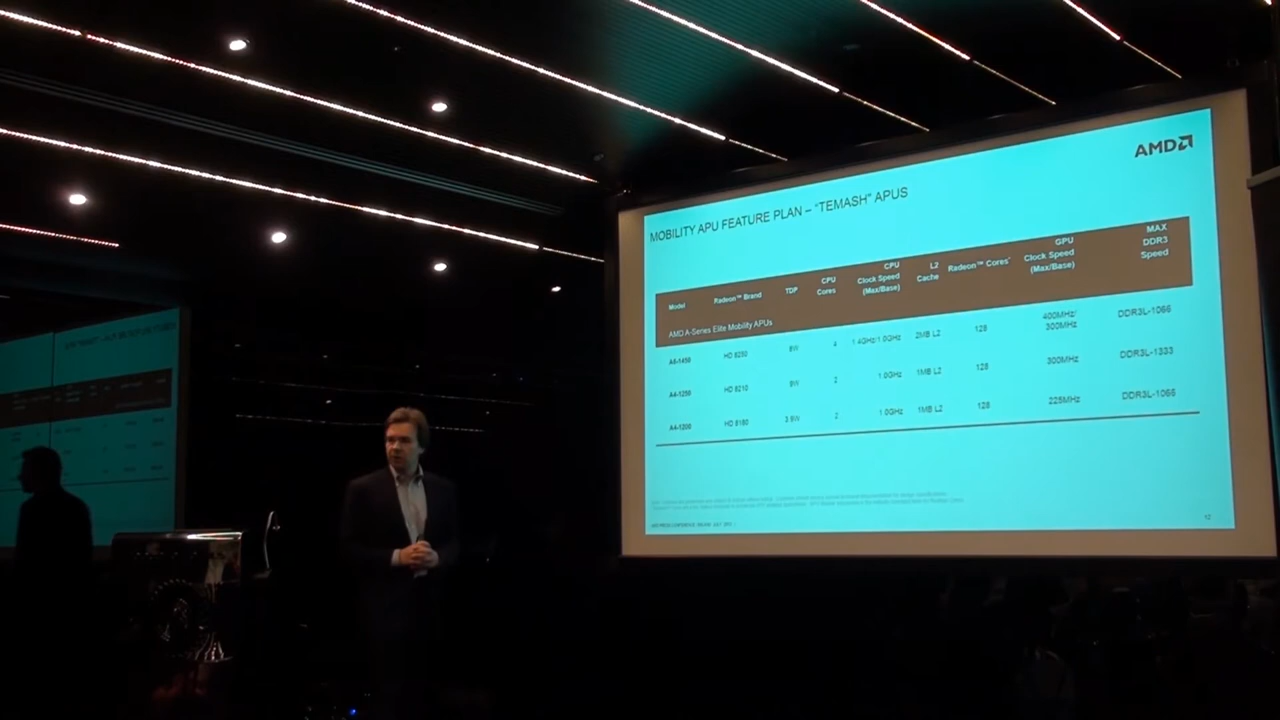 AMD
MOBILITY APU FEATURE PLAN – “TEMASH” APUS
Model Radeon™ Brand TDP CPU Cores CPU Clock Speed (Max/Base) L2 Cache Radeon™ Cores* GPU Clock Speed (Max/Base) MAX DDR3 Speed
AMD A-Series Elite Mobility APUs
A6-1450 HD 8250 8W 4 1.4GHz/1.0GHz 2MB L2 128 400MHz/300MHz DDR3L-1066
A4-1250 HD 8210 9W 2 1.0GHz 1MB L2 128 300MHz DDR3L-1333
A4-1200 HD 8180 3.9W 2 1.0GHz 1MB L2 128 225MHz DDR3L-1066
12